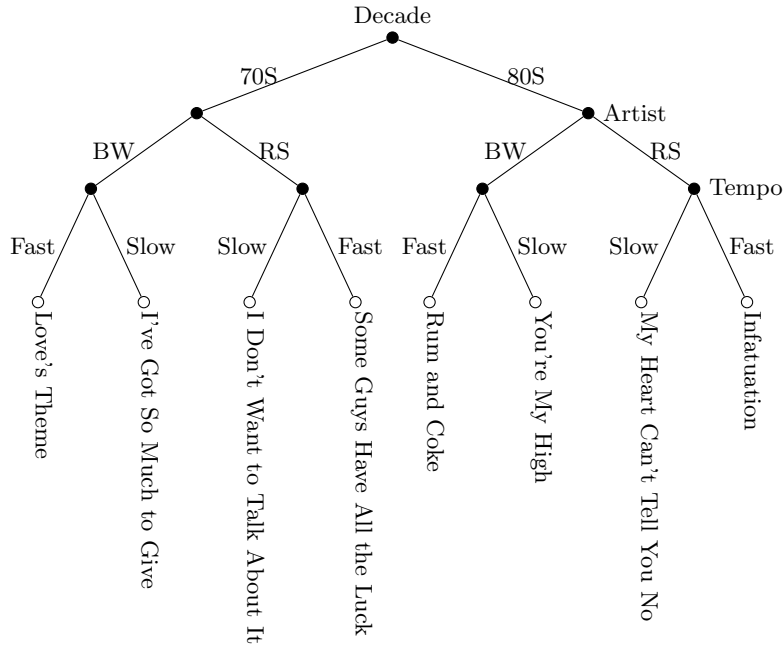 Decade
70S
80S
Artist
BW
RS
BW
RS
Tempo
Fast
Slow
Slow
Fast
Fast
Slow
Slow
Fast
Love's Theme
I've Got So Much to Give
I Don't Want to Talk About It
Some Guys Have All the Luck
Rum and Coke
You're My High
My Heart Can't Tell You No
Infatuation